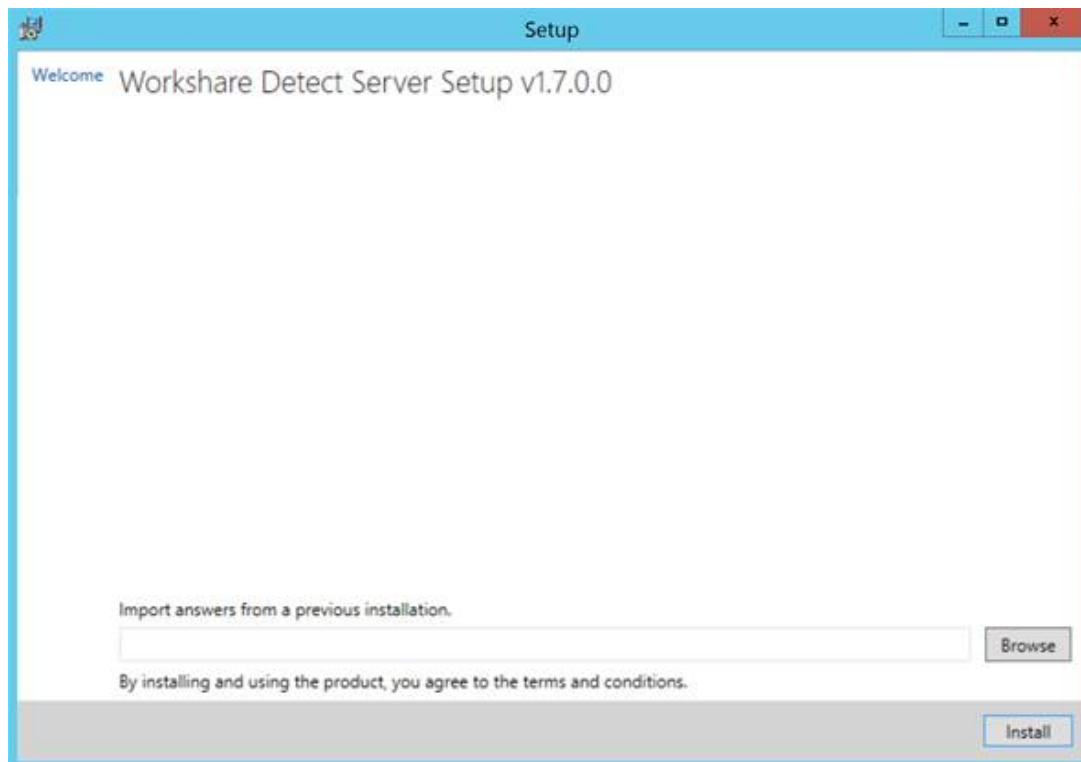 Setup
Welcome
Workshare Detect Server Setup v1.7.0.0
Import answers from a previous installation.
Browse
By installing and using the product, you agree to the terms and conditions.
Install